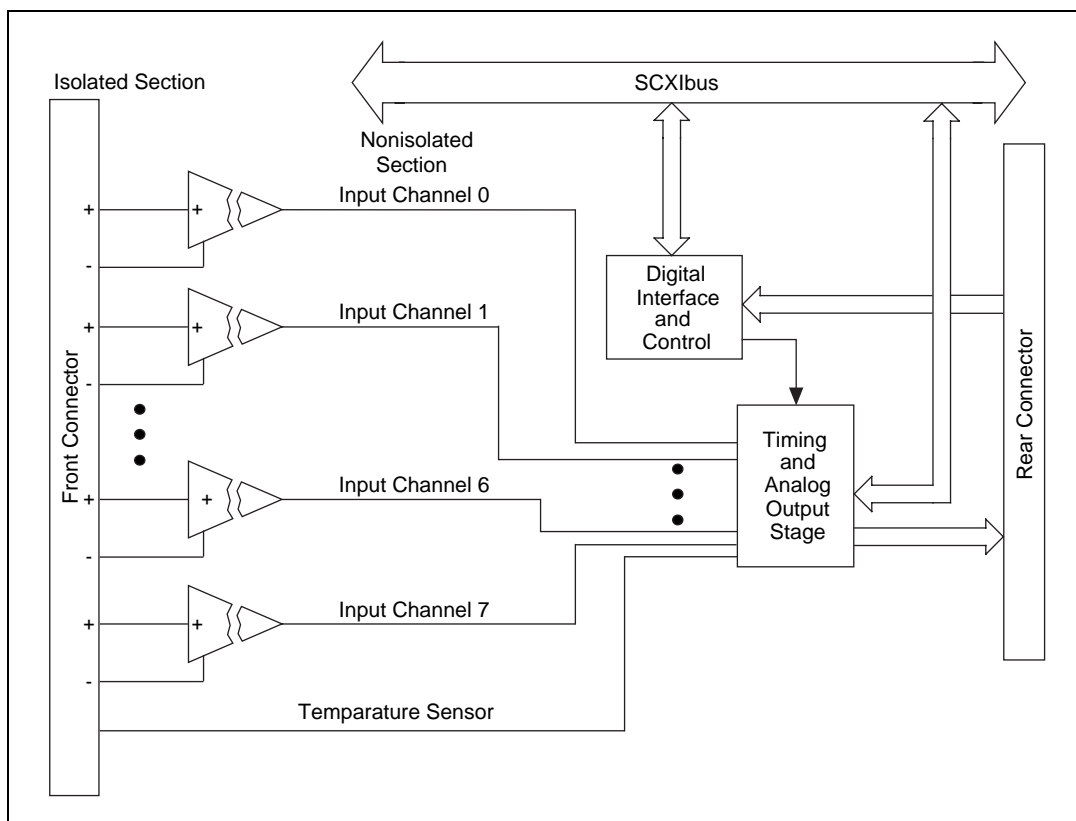 SCXIbus
Isolated Section
Nonisolated
Section
Front Connector
+
+
-
Input Channel 0
+
+
-
Input Channel 1
+
+
-
Input Channel 6
+
+
-
Input Channel 7
Temparature Sensor
Digital
Interface
and
Control
Timing
and
Analog
Output
Stage
Rear Connector